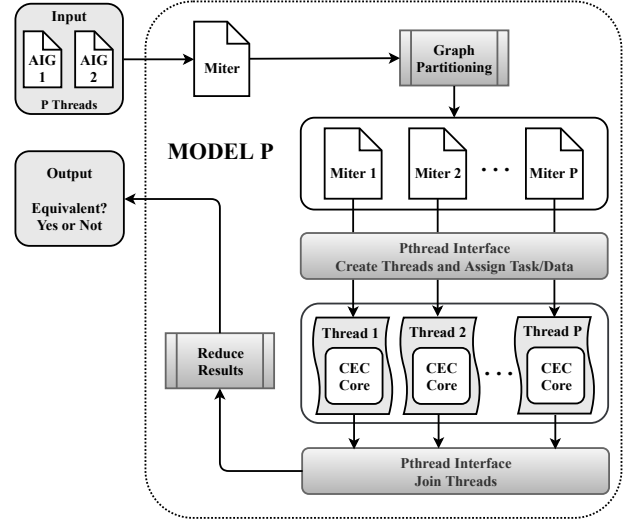 Input
AIG
1
AIG
2
P Threads
Miter
Graph
Partitioning
MODEL P
Miter 1
Miter 2
. . .
Miter P
Output
Equivalent?
Yes or Not
Pthread Interface
Create Threads and Assign Task/Data
Thread 1
CEC
Core
Thread 2
CEC
Core
. . .
Thread P
CEC
Core
Reduce
Results
Pthread Interface
Join Threads